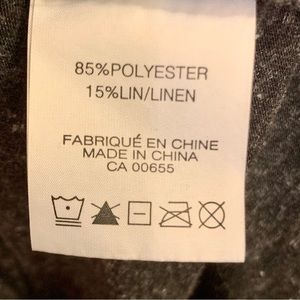 85%POLYESTER
15%LIN/LINEN
FABRIQUÉ EN CHINE
MADE IN CHINA
CA 00655